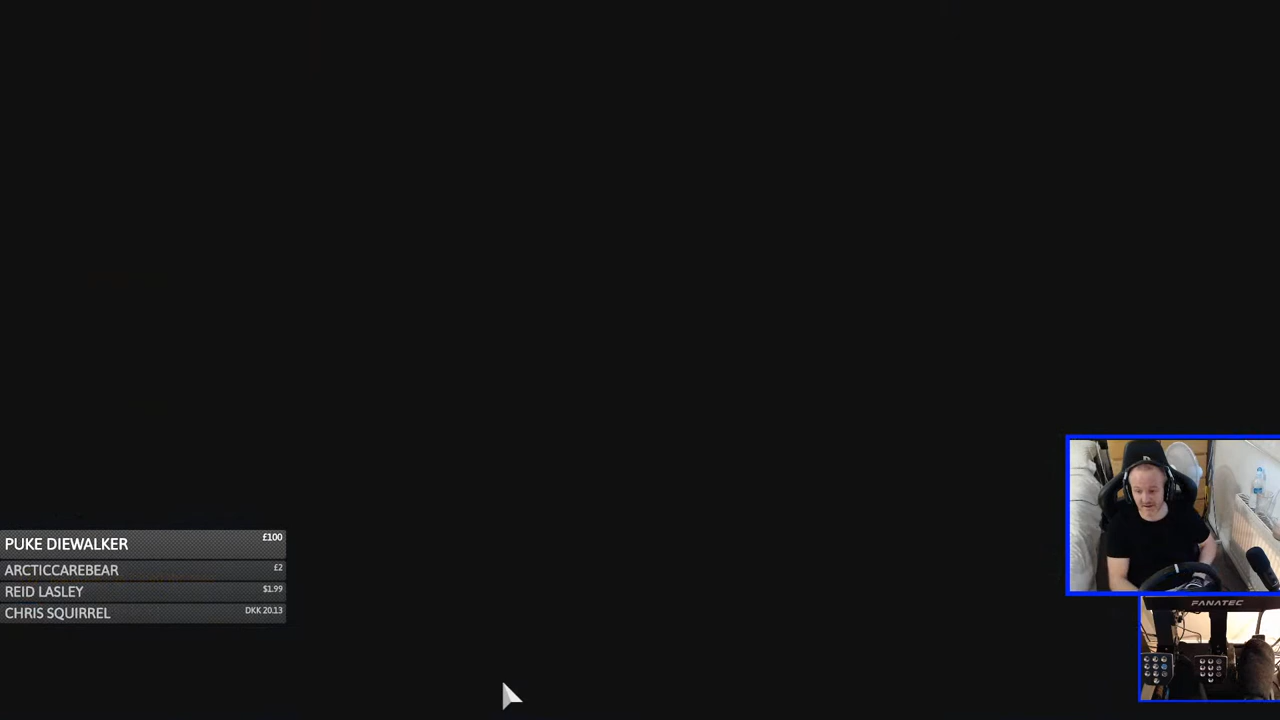 PUKE DIEWALKER £100
ARCTICCAREBEAR £2
REID LASLEY $1.99
CHRIS SQUIRREL DKK 20.13
FANATEC